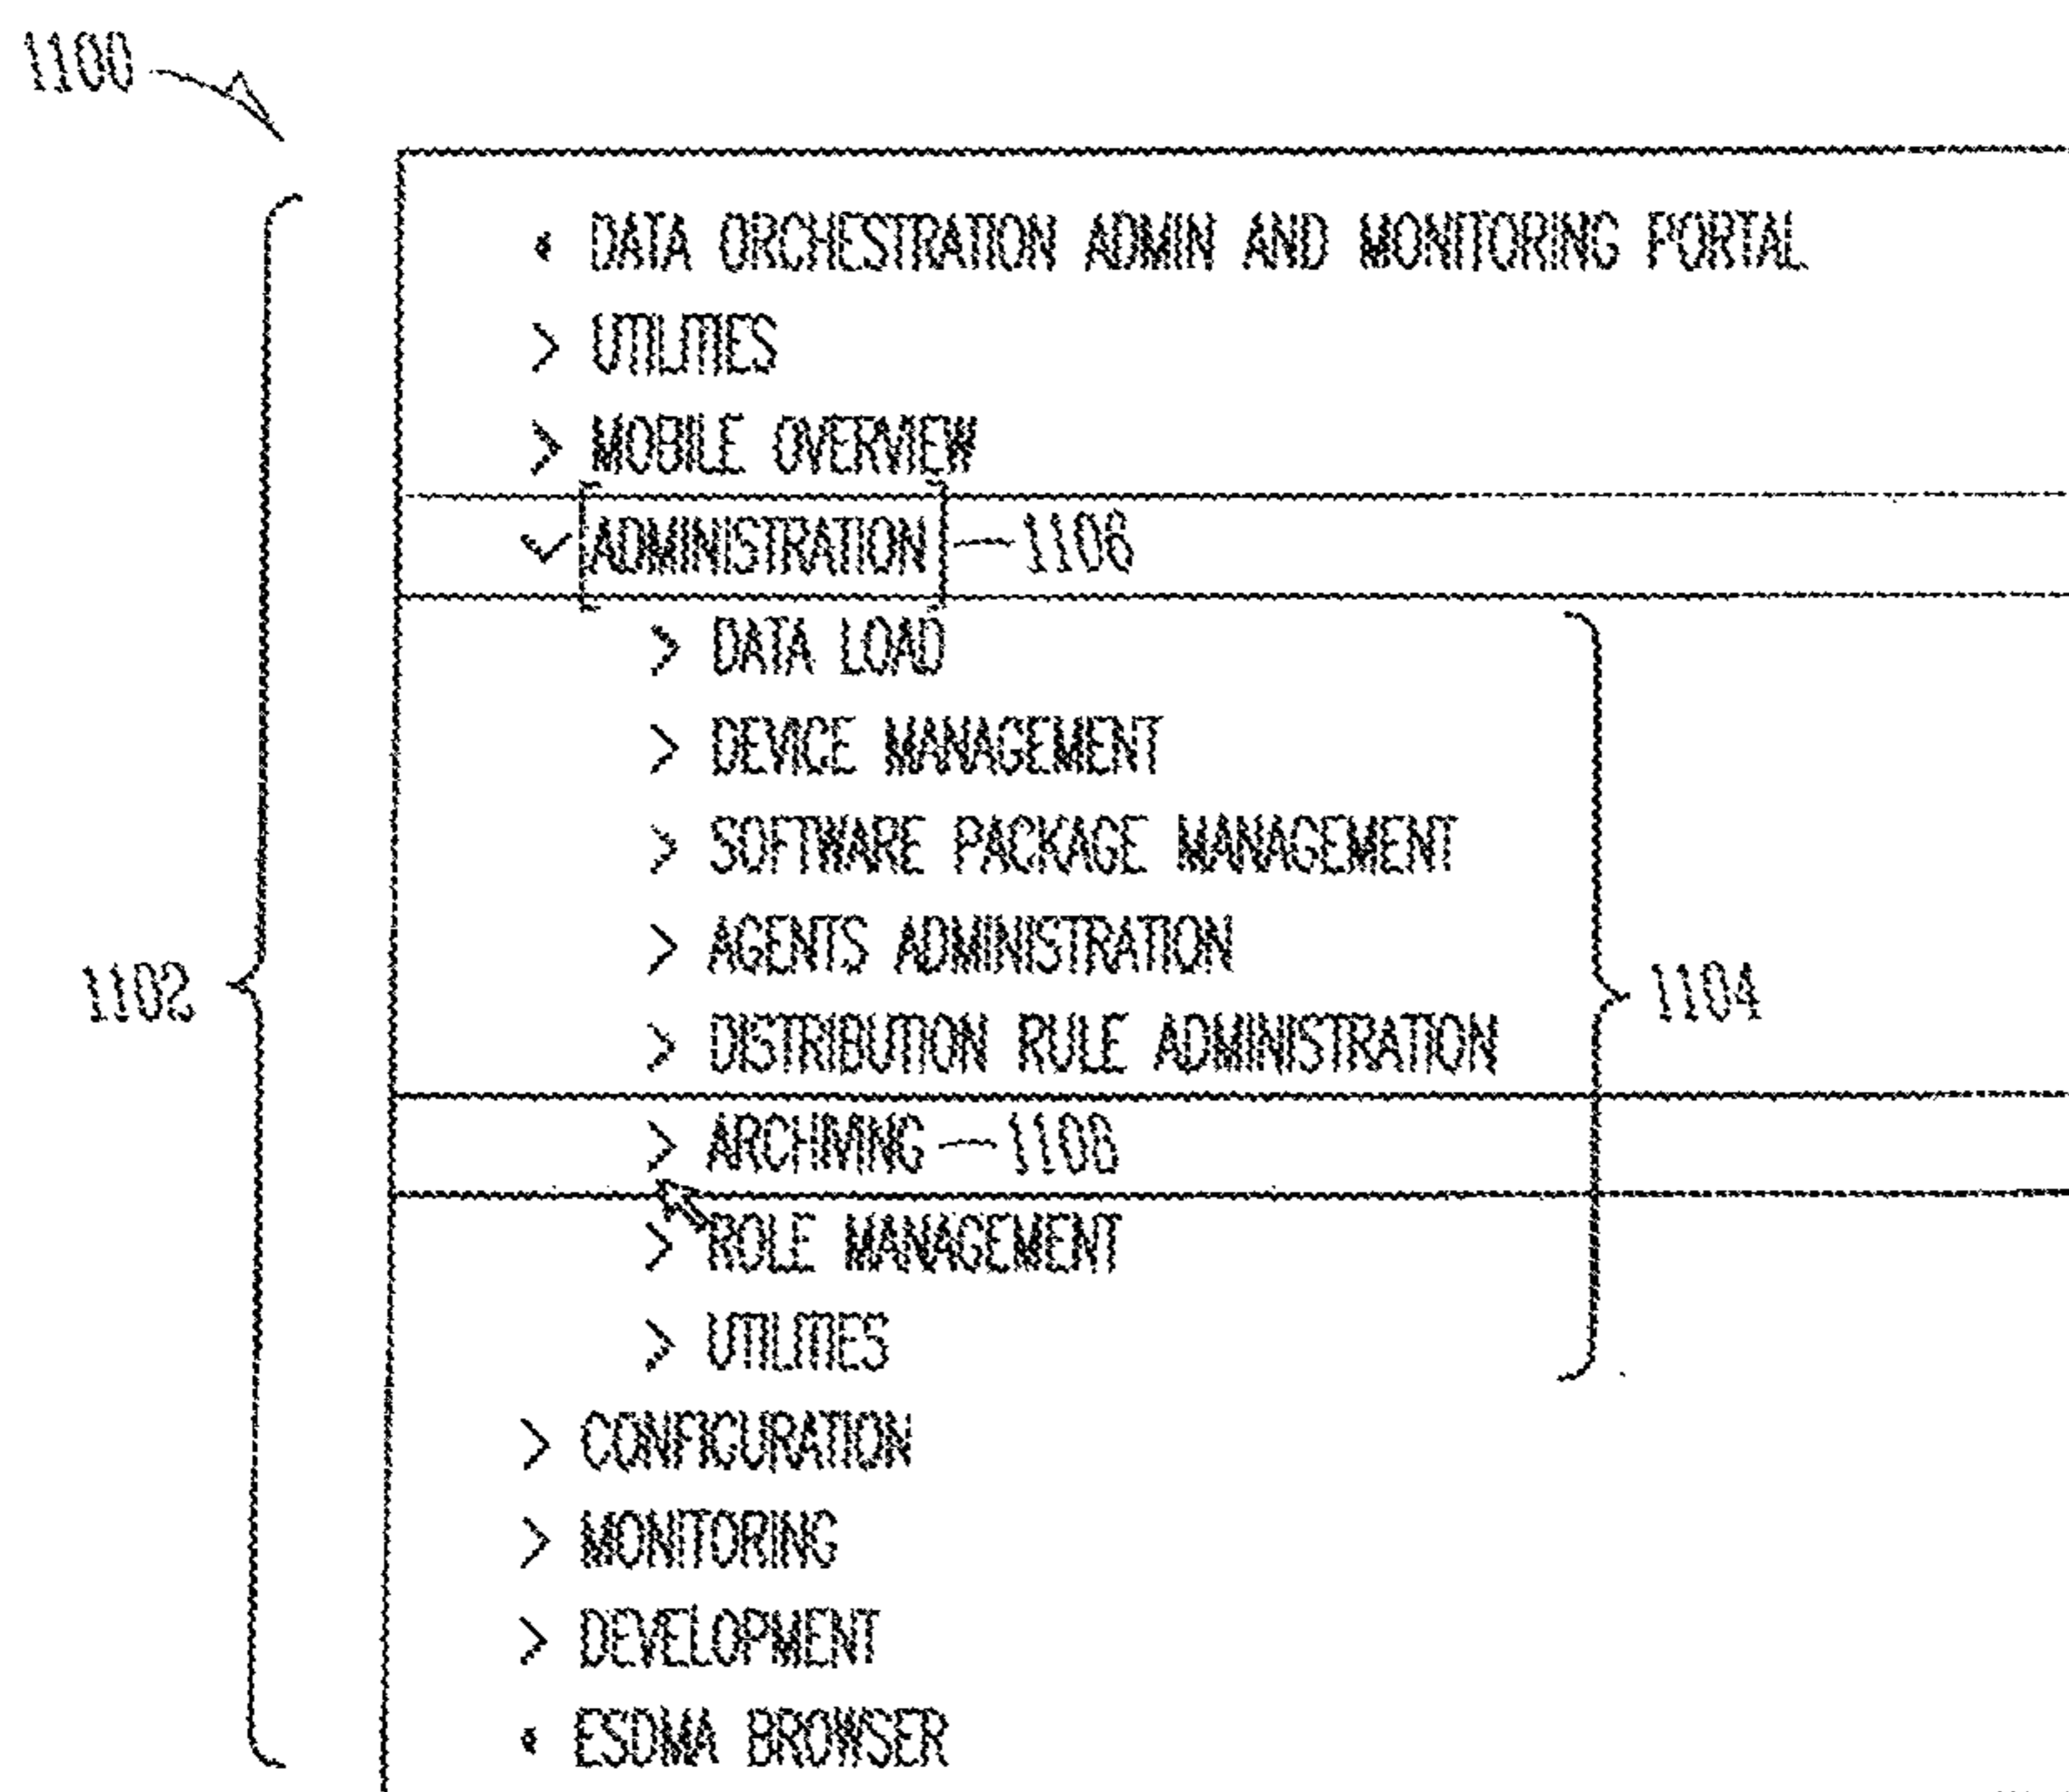 1100
• DATA ORCHESTRATION ADMIN AND MONITORING PORTAL
> UTILITIES
> MOBILE OVERVIEW
ADMINISTRATION — 1106
> DATA LOAD
> DEVICE MANAGEMENT
> SOFTWARE PACKAGE MANAGEMENT
> AGENTS ADMINISTRATION
1102
1104
> DISTRIBUTION RULE ADMINISTRATION
> ARCHIVING — 1108
> ROLE MANAGEMENT
> UTILITIES
> CONFIGURATION
> MONITORING
> DEVELOPMENT
• ESDMA BROWSER